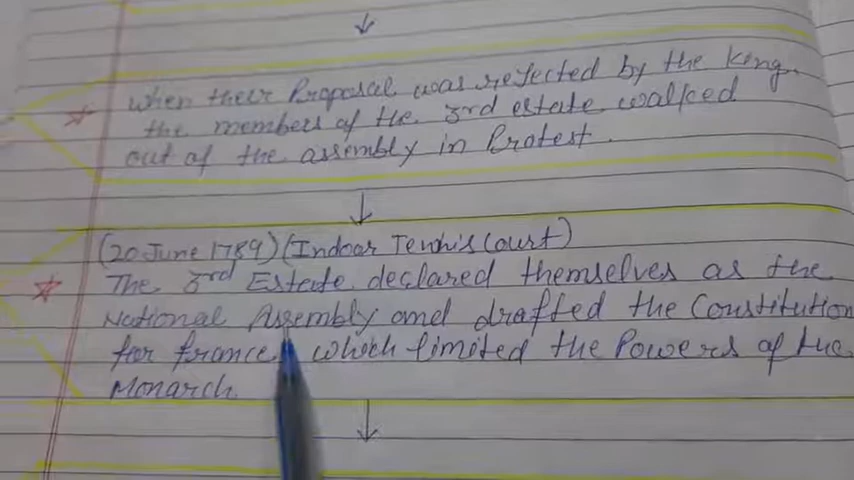 when their Proposal was rejected by the King
the members of the 3rd estate walked
out of the assembly in Protest.
(20 June 1789) (Indoor Tennis Court)
The 3rd Estate declared themselves as the
National Assembly and drafted the Constitution
for france which limited the Powers of the
Monarch.